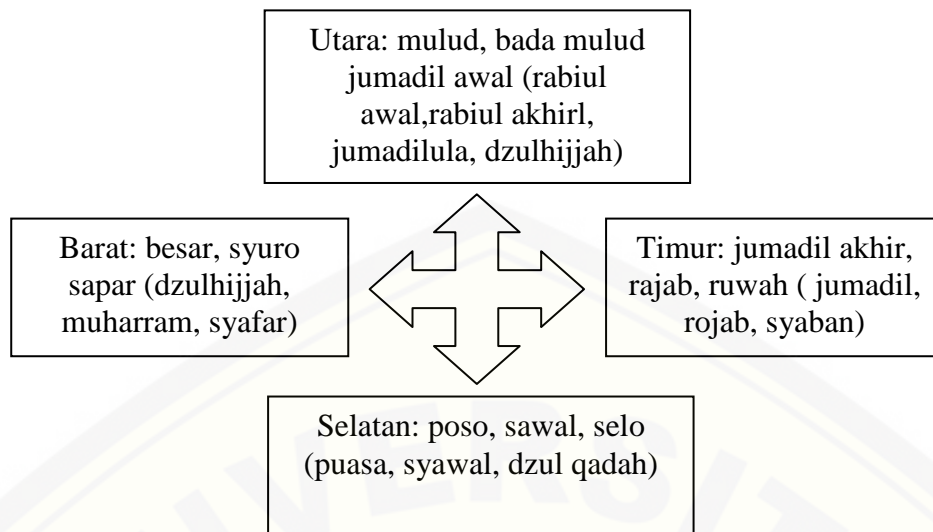 Utara: mulud, bada mulud
jumadil awal (rabiul
awal,rabiul akhirl,
jumadilula, dzulhijjah)
Barat: besar, syuro
sapar (dzulhijjah,
muharram, syafar)
Timur: jumadil akhir,
rajab, ruwah ( jumadil,
rojab, syaban)
Selatan: poso, sawal, selo
(puasa, syawal, dzul qadah)